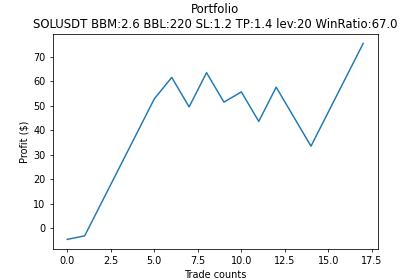 Portfolio
SOLUSDT BBM:2.6 BBL:220 SL:1.2 TP:1.4 lev:20 WinRatio:67.0
70
60
50
40
30
20
10
0
Profit ($)
0.0 2.5 5.0 7.5 10.0 12.5 15.0 17.5
Trade counts